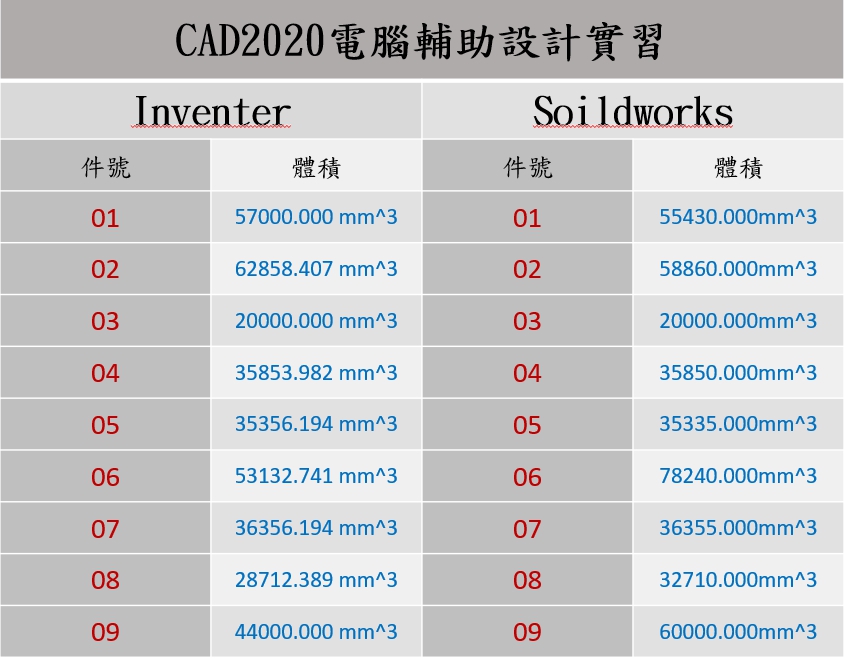 CAD2020電腦輔助設計實習
Inventer Soildworks
件號 體積 件號 體積
01 57000.000 mm^3 01 55430.000mm^3
02 62858.407 mm^3 02 58860.000mm^3
03 20000.000 mm^3 03 20000.000mm^3
04 35853.982 mm^3 04 35850.000mm^3
05 35356.194 mm^3 05 35335.000mm^3
06 53132.741 mm^3 06 78240.000mm^3
07 36356.194 mm^3 07 36355.000mm^3
08 28712.389 mm^3 08 32710.000mm^3
09 44000.000 mm^3 09 60000.000mm^3